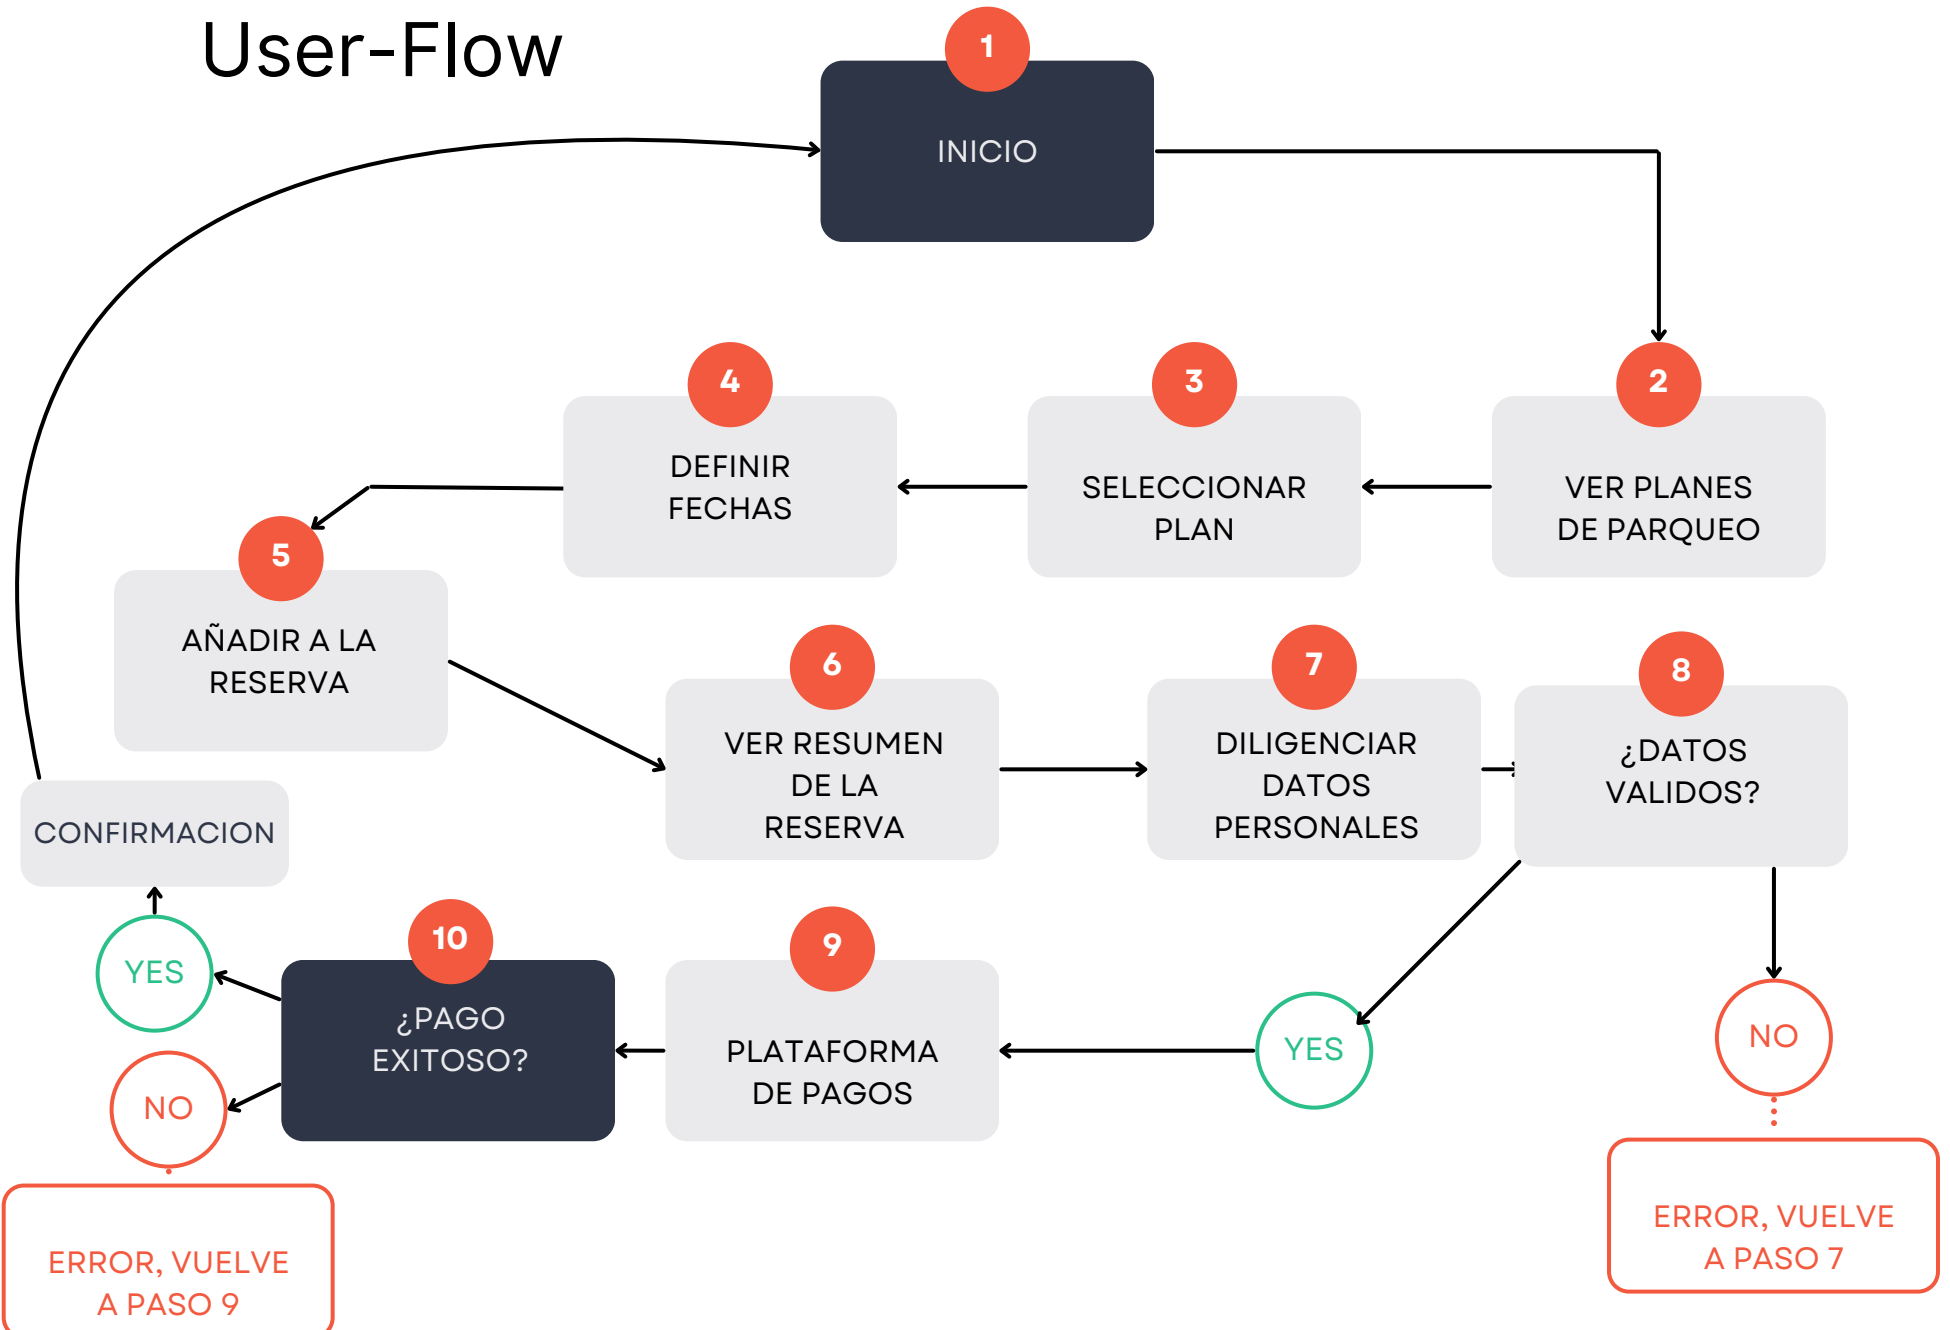 User-Flow
1
INICIO
2
VER PLANES
DE PARQUEO
3
SELECCIONAR
PLAN
4
DEFINIR
FECHAS
5
AÑADIR A LA
RESERVA
6
VER RESUMEN
DE LA
RESERVA
7
DILIGENCIAR
DATOS
PERSONALES
8
¿DATOS
VALIDOS?
NO
ERROR, VUELVE
A PASO 7
YES
9
PLATAFORMA
DE PAGOS
10
¿PAGO
EXITOSO?
YES
CONFIRMACION
NO
ERROR, VUELVE
A PASO 9